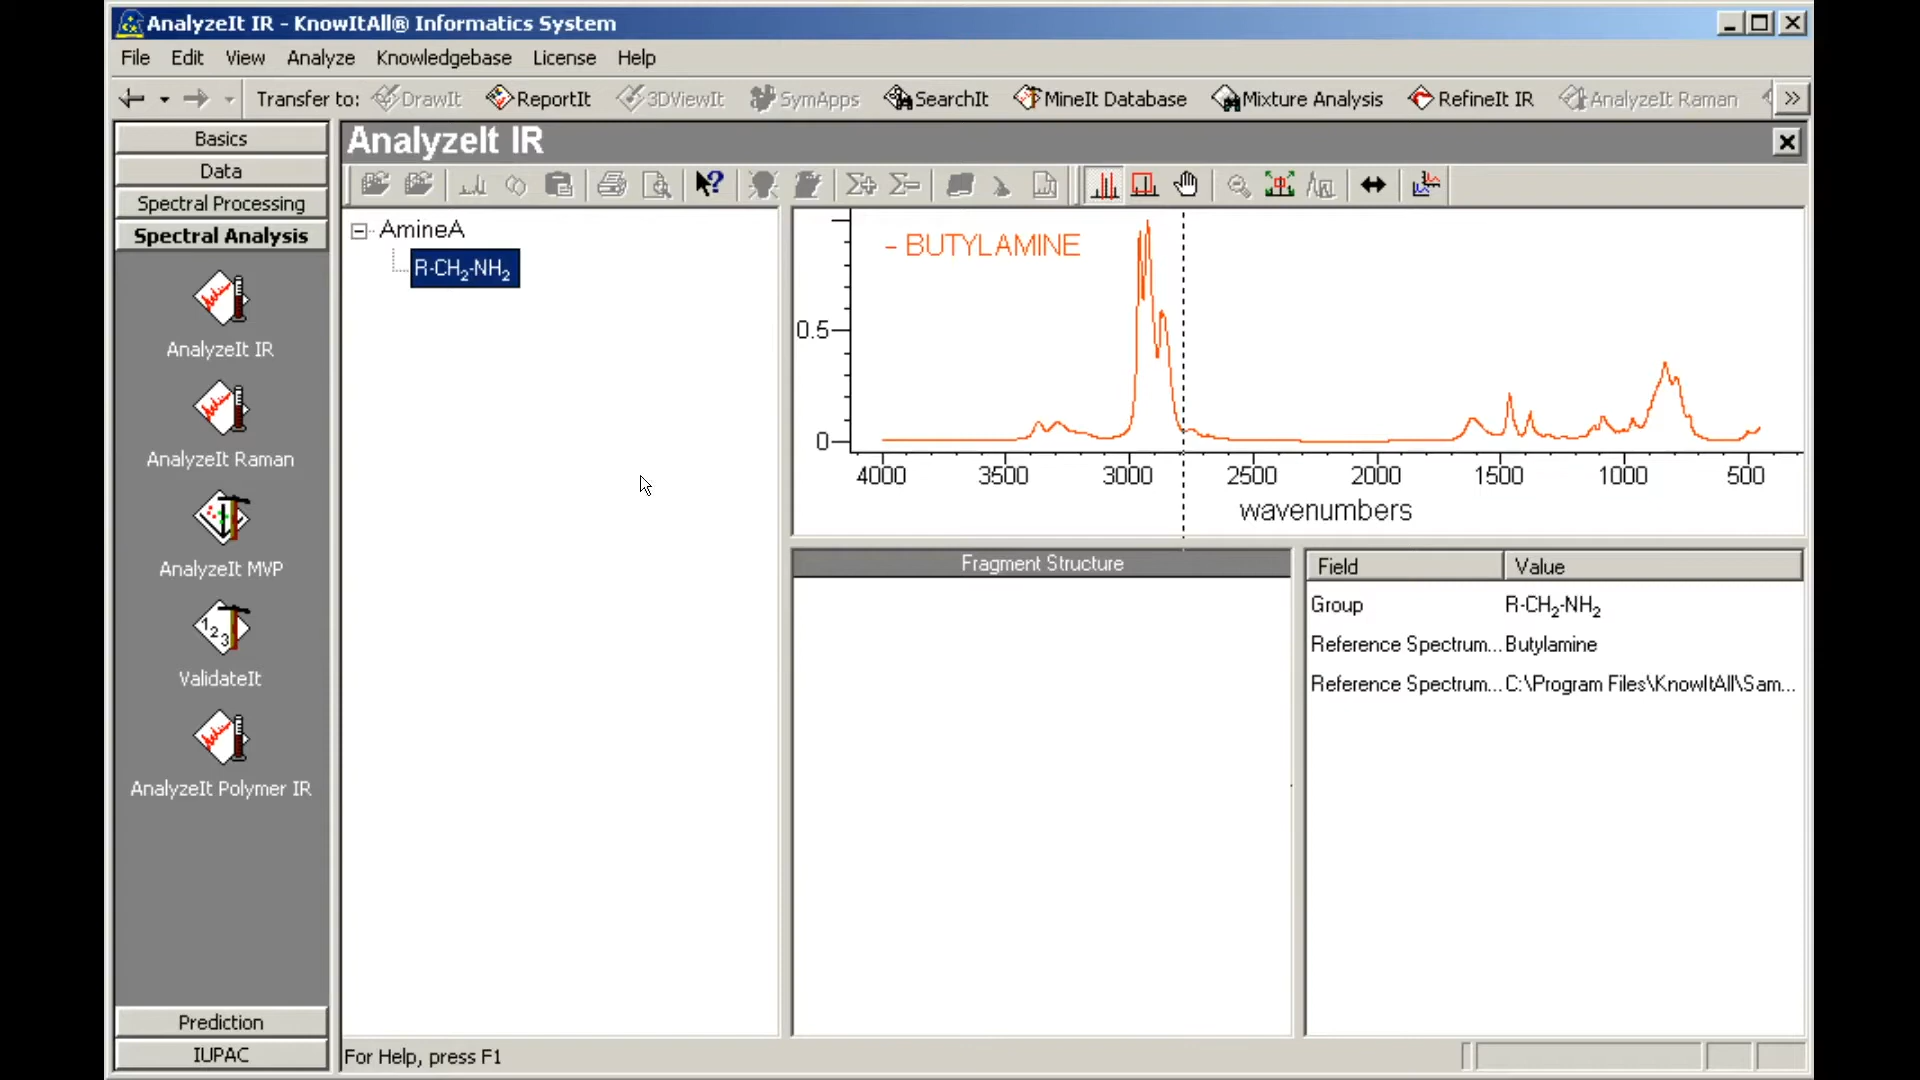 AnalyzeIt IR - KnowItAll® Informatics System
File Edit View Analyze Knowledgebase License Help
Transfer to: DrawIt ReportIt 3DViewIt SymApps SearchIt MineIt Database Mixture Analysis RefineIt IR AnalyzeIt Raman
Basics
Data
Spectral Processing
Spectral Analysis
AnalyzeIt IR
AnalyzeIt Raman
AnalyzeIt MVP
ValidateIt
AnalyzeIt Polymer IR
Prediction
IUPAC
AnalyzeIt IR
AmineA
R-CH2-NH2
- BUTYLAMINE
0.5
0
4000 3500 3000 2500 2000 1500 1000 500
wavenumbers
Fragment Structure
Field Value
Group R-CH2-NH2
Reference Spectrum... Butylamine
Reference Spectrum... C:\Program Files\KnowItAll\Sam...
For Help, press F1